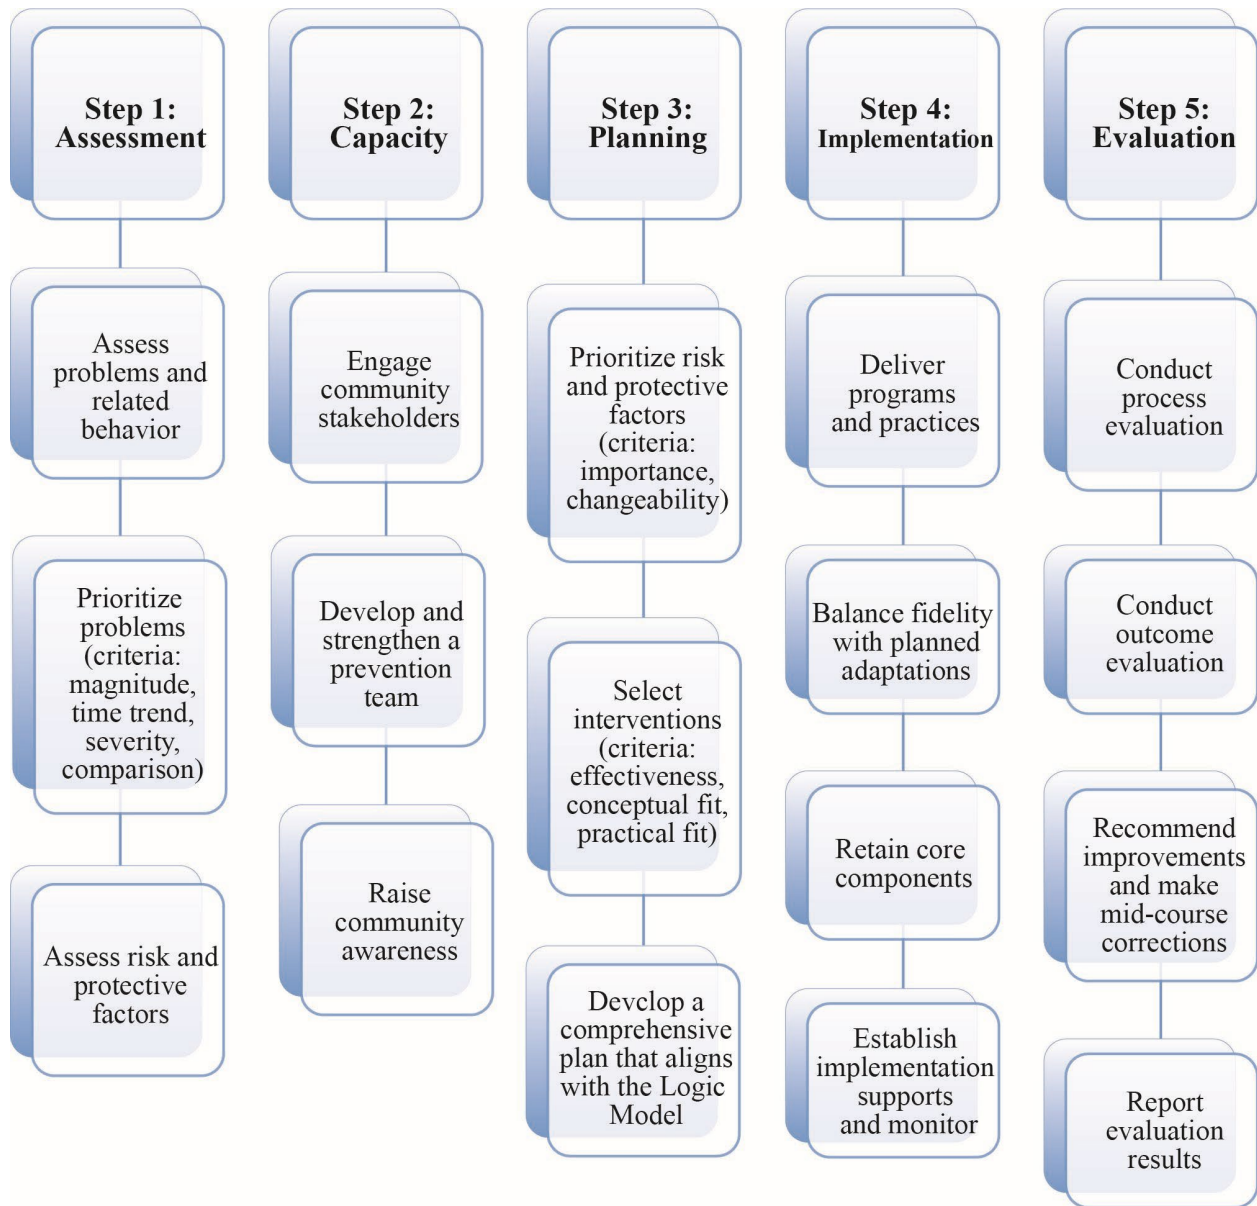 Step 1:
Assessment
Assess
problems and
related
behavior
Prioritize
problems
(criteria:
magnitude,
time trend,
severity,
comparison)
Assess risk and
protective
factors
Step 2:
Capacity
Engage
community
stakeholders
Develop and
strengthen a
prevention
team
Raise
community
awareness
Step 3:
Planning
Prioritize risk
and protective
factors
(criteria:
importance,
changeability)
Select
interventions
(criteria:
effectiveness,
conceptual fit,
practical fit)
Develop a
comprehensive
plan that aligns
with the Logic
Model
Step 4:
Implementation
Deliver
programs
and practices
Balance fidelity
with planned
adaptations
Retain core
components
Establish
implementation
supports
and monitor
Step 5:
Evaluation
Conduct
process
evaluation
Conduct
outcome
evaluation
Recommend
improvements
and make
mid-course
corrections
Report
evaluation
results